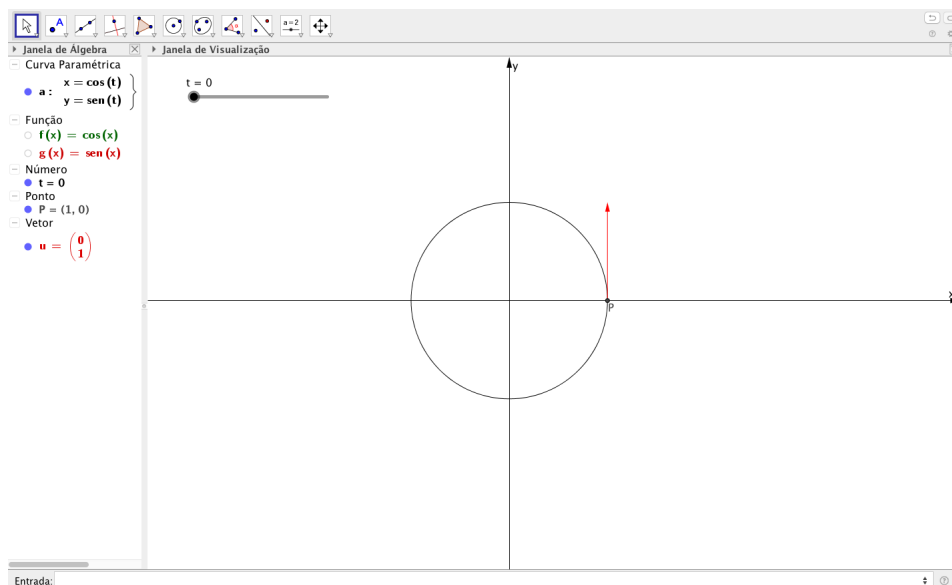 A
a=2
Janela de Álgebra
Janela de Visualização
Curva Paramétrica
a: x = cos(t)
y = sen(t)
Função
f(x) = cos(x)
g(x) = sen(x)
Número
t = 0
Ponto
P = (1, 0)
Vetor
u = (0
1)
t = 0
y
x
P
Entrada: